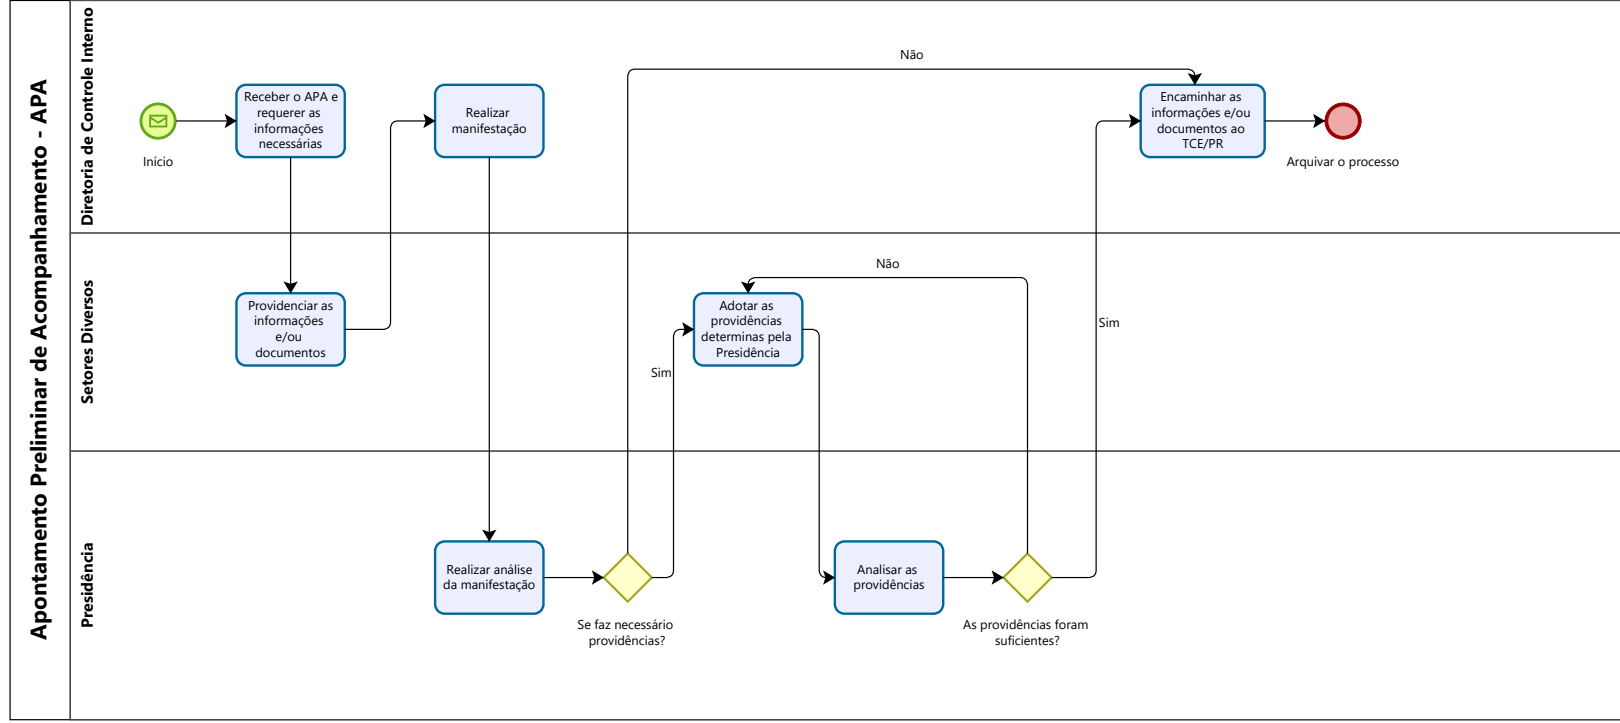 Apontamento Preliminar de Acompanhamento - APA
Diretoria de Controle Interno
Início
Receber o APA e
requerer as
informações
necessárias
Realizar
manifestação
Não
Encaminhar as
informações e/ou
documentos ao
TCE/PR
Arquivar o processo
Setores Diversos
Providenciar as
informações
e/ou
documentos
Sim
Adotar as
providências
determinas pela
Presidência
Não
Sim
Presidência
Realizar análise
da manifestação
Se faz necessário
providências?
Analisar as
providências
As providências foram
suficientes?